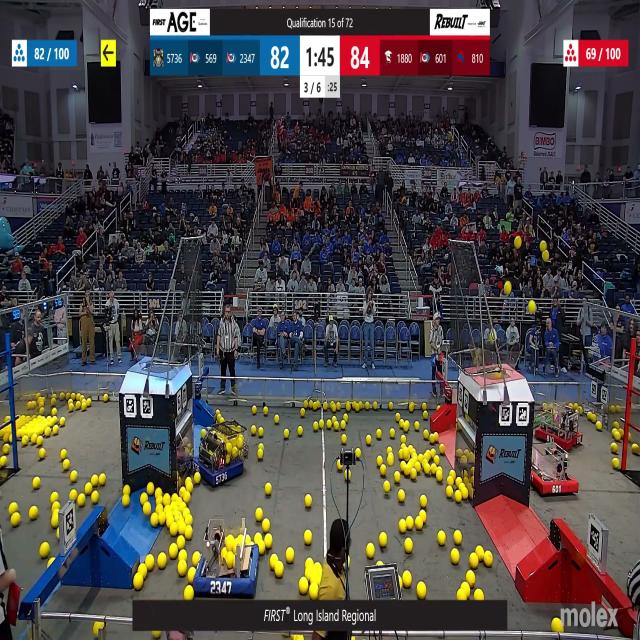 FIRST AGE
Qualification 15 of 72
REBUILT
82 / 100
5736 569 2347 82 1:45 84 1880 601 810
69 / 100
3 / 6 :25
BIMBO
REBUILT
REBUILT
5736
601
2347
FIRST® Long Island Regional
molex